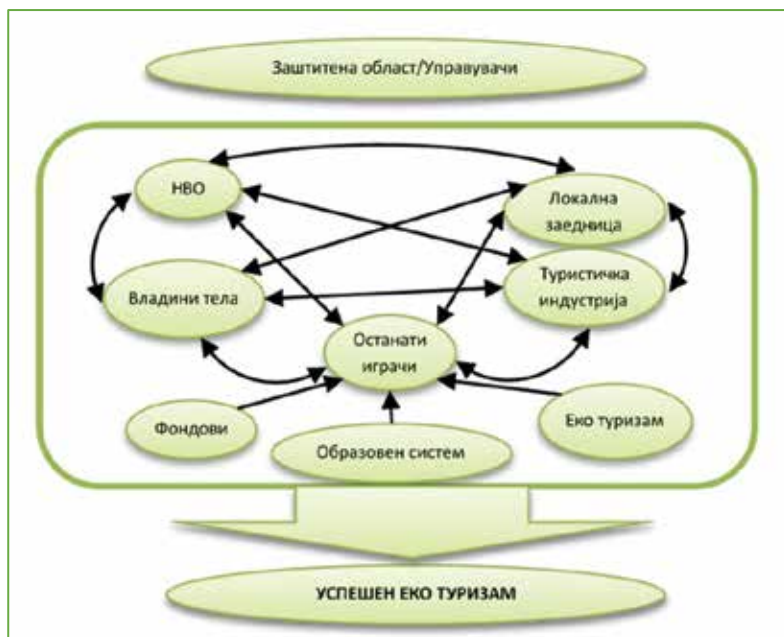 Заштитена област/Управувачи
НВО
Локална
заедница
Владини тела
Туристичка
индустрија
Останати
играчи
Фондови
Еко туризам
Образовен систем
УСПЕШЕН ЕКО ТУРИЗАМ